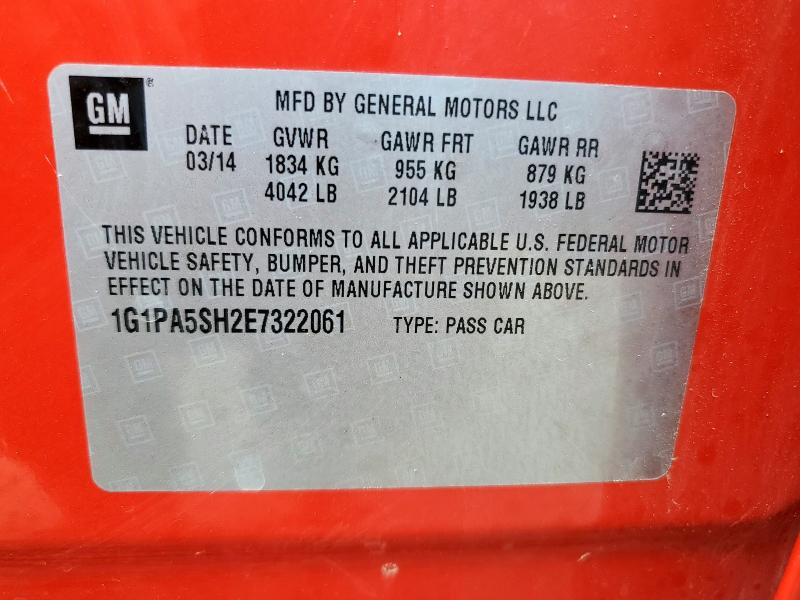 GM
MFD BY GENERAL MOTORS LLC
DATE GVWR GAWR FRT GAWR RR
03/14 1834 KG 955 KG 879 KG
4042 LB 2104 LB 1938 LB
THIS VEHICLE CONFORMS TO ALL APPLICABLE U.S. FEDERAL MOTOR
VEHICLE SAFETY, BUMPER, AND THEFT PREVENTION STANDARDS IN
EFFECT ON THE DATE OF MANUFACTURE SHOWN ABOVE.
1G1PA5SH2E7322061 TYPE: PASS CAR